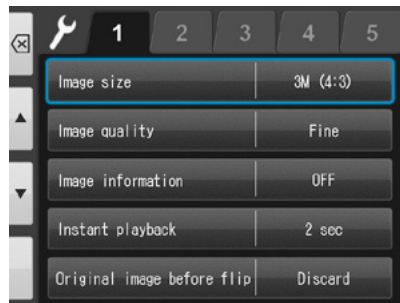 1 2 3 4 5
Image size 3M (4:3)
Image quality Fine
Image information OFF
Instant playback 2 sec
Original image before flip Discard